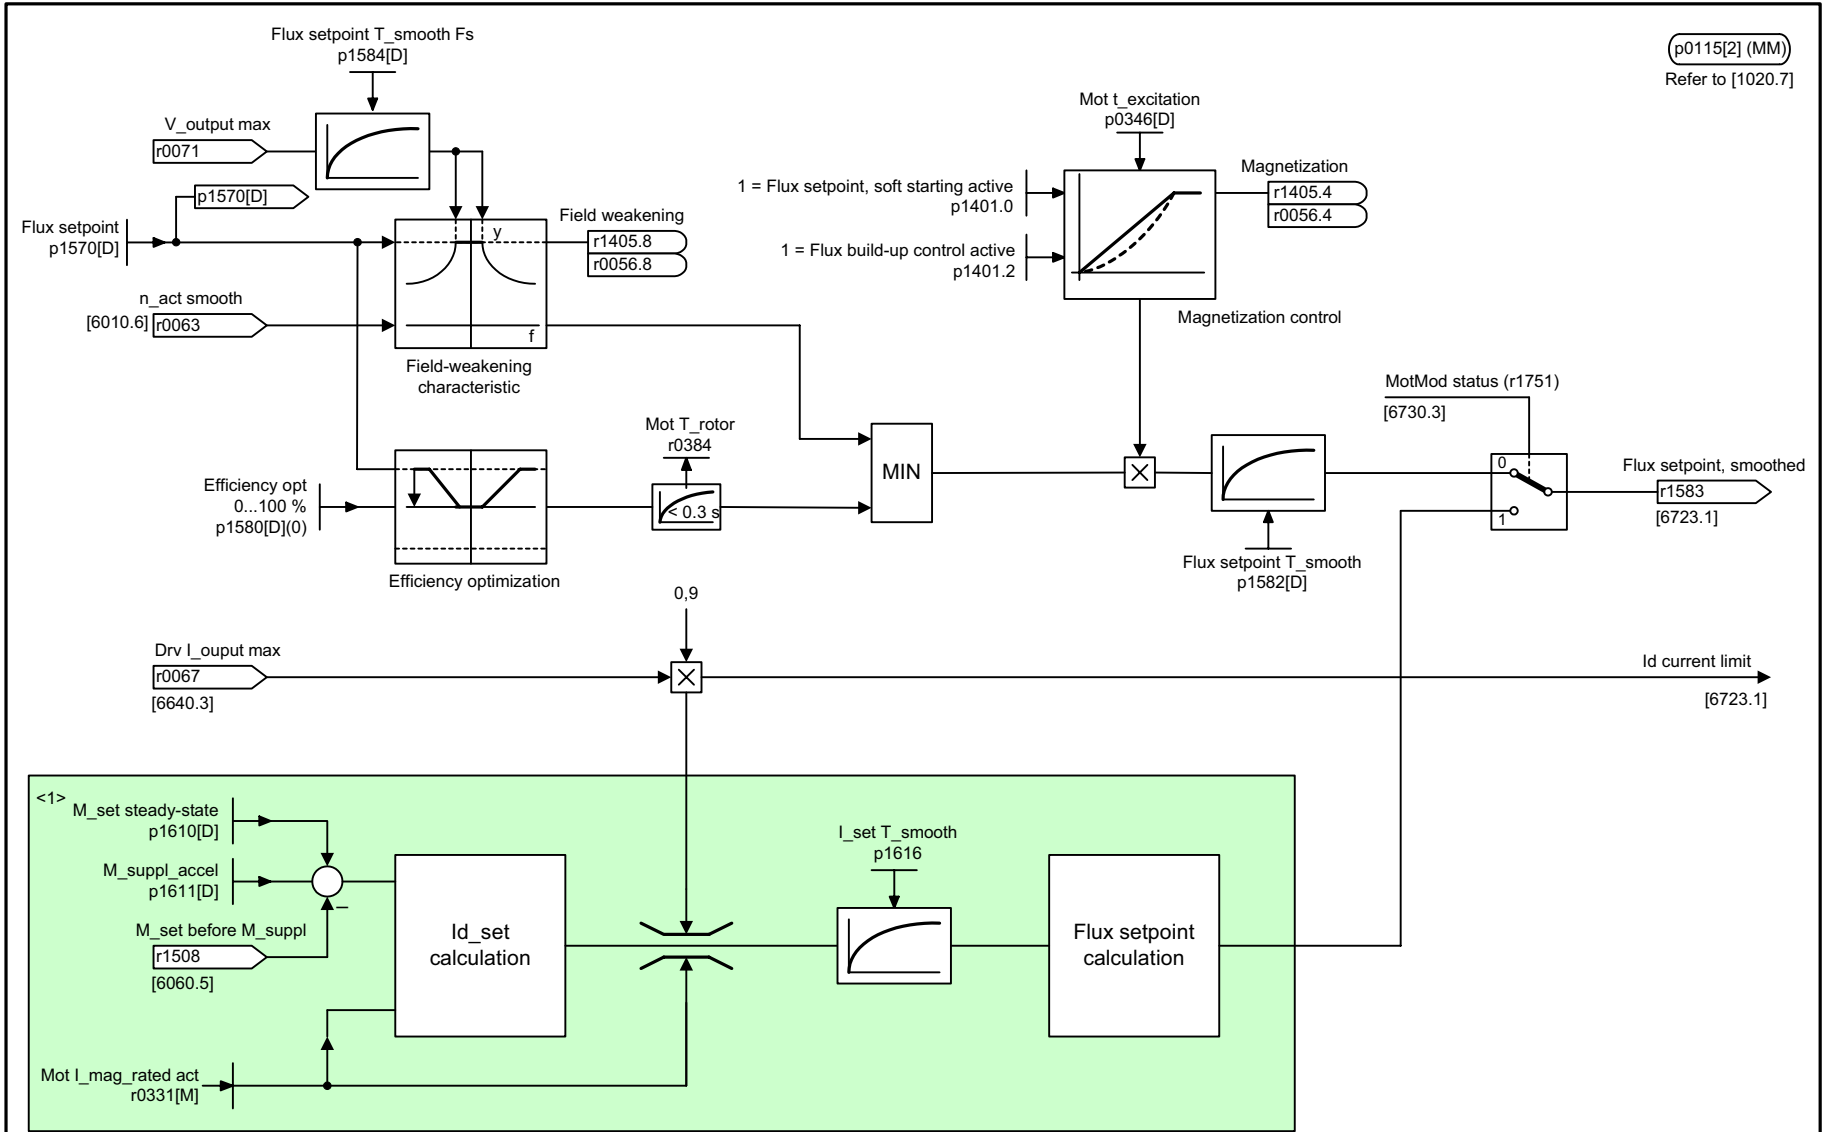 Flux setpoint T_smooth Fs
p1584[D]
p0115[2] (MM)
Refer to [1020.7]
V_output max
r0071
p1570[D]
Flux setpoint
p1570[D]
n_act smooth
[6010.6]
r0063
y
f
Field-weakening
characteristic
Field weakening
r1405.8
r0056.8
Mot t_excitation
p0346[D]
1 = Flux setpoint, soft starting active
p1401.0
1 = Flux build-up control active
p1401.2
Magnetization
r1405.4
r0056.4
Magnetization control
Efficiency opt
0...100 %
p1580[D](0)
Efficiency optimization
Mot T_rotor
r0384
< 0.3 s
MIN
Flux setpoint T_smooth
p1582[D]
MotMod status (r1751)
[6730.3]
0
1
Flux setpoint, smoothed
r1583
[6723.1]
0,9
Drv I_ouput max
r0067
[6640.3]
Id current limit
[6723.1]
<1>
M_set steady-state
p1610[D]
M_suppl_accel
p1611[D]
–
M_set before M_suppl
r1508
[6060.5]
Id_set
calculation
I_set T_smooth
p1616
Flux setpoint
calculation
Mot I_mag_rated act
r0331[M]